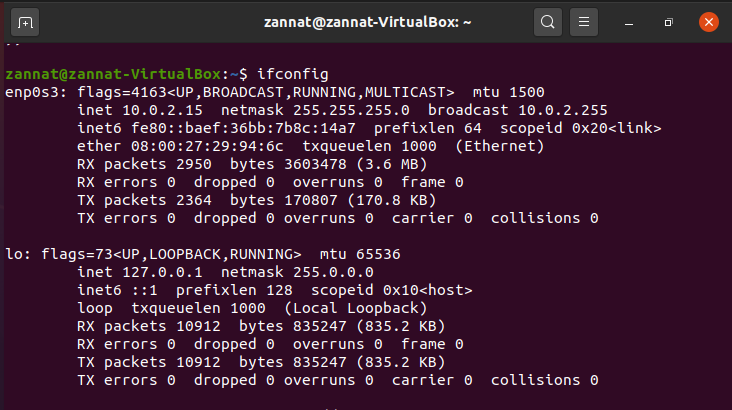 zannat@zannat-VirtualBox: ~
zannat@zannat-VirtualBox:~$ ifconfig
enp0s3: flags=4163<UP,BROADCAST,RUNNING,MULTICAST>  mtu 1500
        inet 10.0.2.15  netmask 255.255.255.0  broadcast 10.0.2.255
        inet6 fe80::baef:36bb:7b8c:14a7  prefixlen 64  scopeid 0x20<link>
        ether 08:00:27:29:94:6c  txqueuelen 1000  (Ethernet)
        RX packets 2950  bytes 3603478 (3.6 MB)
        RX errors 0  dropped 0  overruns 0  frame 0
        TX packets 2364  bytes 170807 (170.8 KB)
        TX errors 0  dropped 0 overruns 0  carrier 0  collisions 0

lo: flags=73<UP,LOOPBACK,RUNNING>  mtu 65536
        inet 127.0.0.1  netmask 255.0.0.0
        inet6 ::1  prefixlen 128  scopeid 0x10<host>
        loop  txqueuelen 1000  (Local Loopback)
        RX packets 10912  bytes 835247 (835.2 KB)
        RX errors 0  dropped 0  overruns 0  frame 0
        TX packets 10912  bytes 835247 (835.2 KB)
        TX errors 0  dropped 0 overruns 0  carrier 0  collisions 0